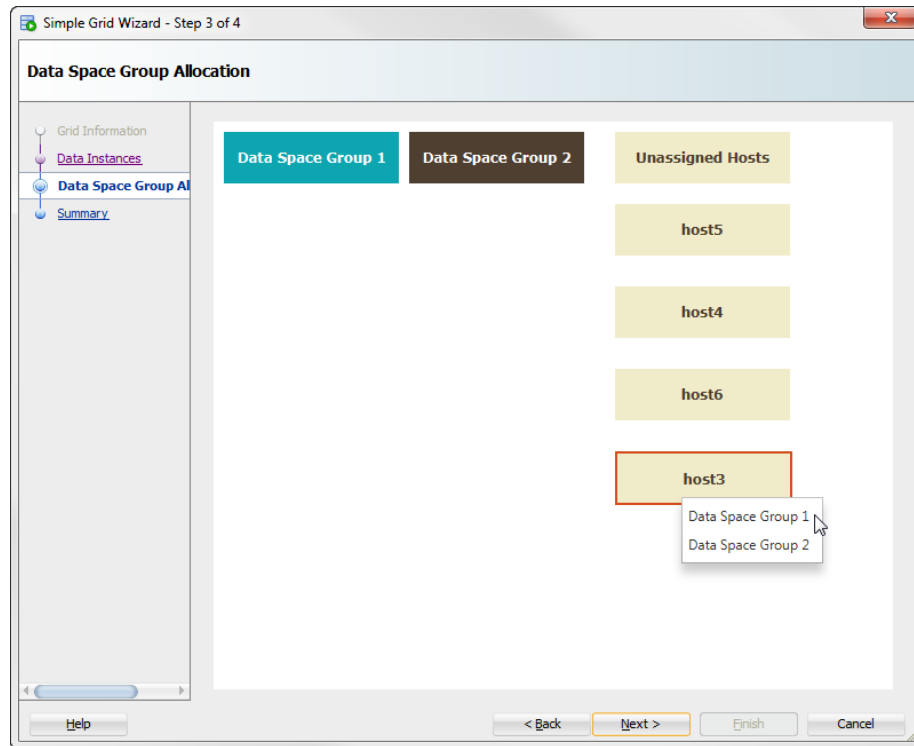 Simple Grid Wizard - Step 3 of 4
Data Space Group Allocation
Grid Information
Data Instances
Data Space Group Al
Summary
Data Space Group 1
Data Space Group 2
Unassigned Hosts
host5
host4
host6
host3
Data Space Group 1
Data Space Group 2
Help
< Back
Next >
Finish
Cancel